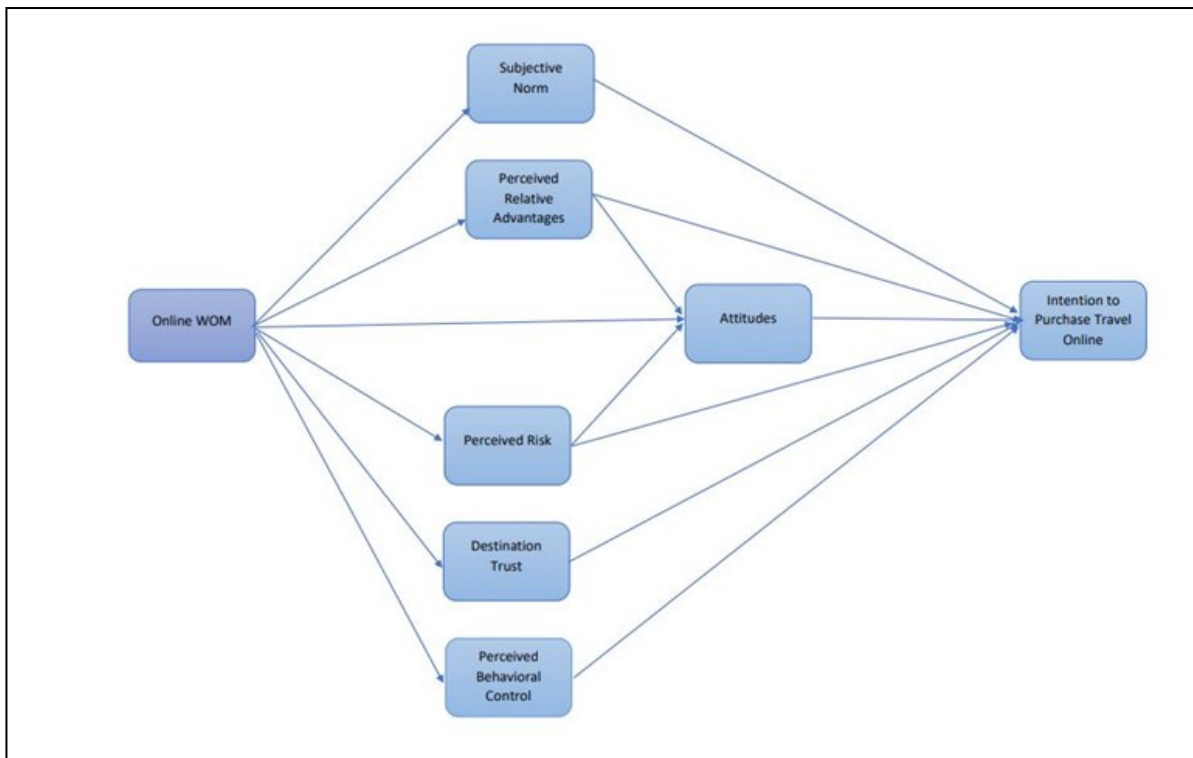 Subjective
Norm
Perceived
Relative
Advantages
Online WOM
Attitudes
Intention to
Purchase Travel
Online
Perceived Risk
Destination
Trust
Perceived
Behavioral
Control